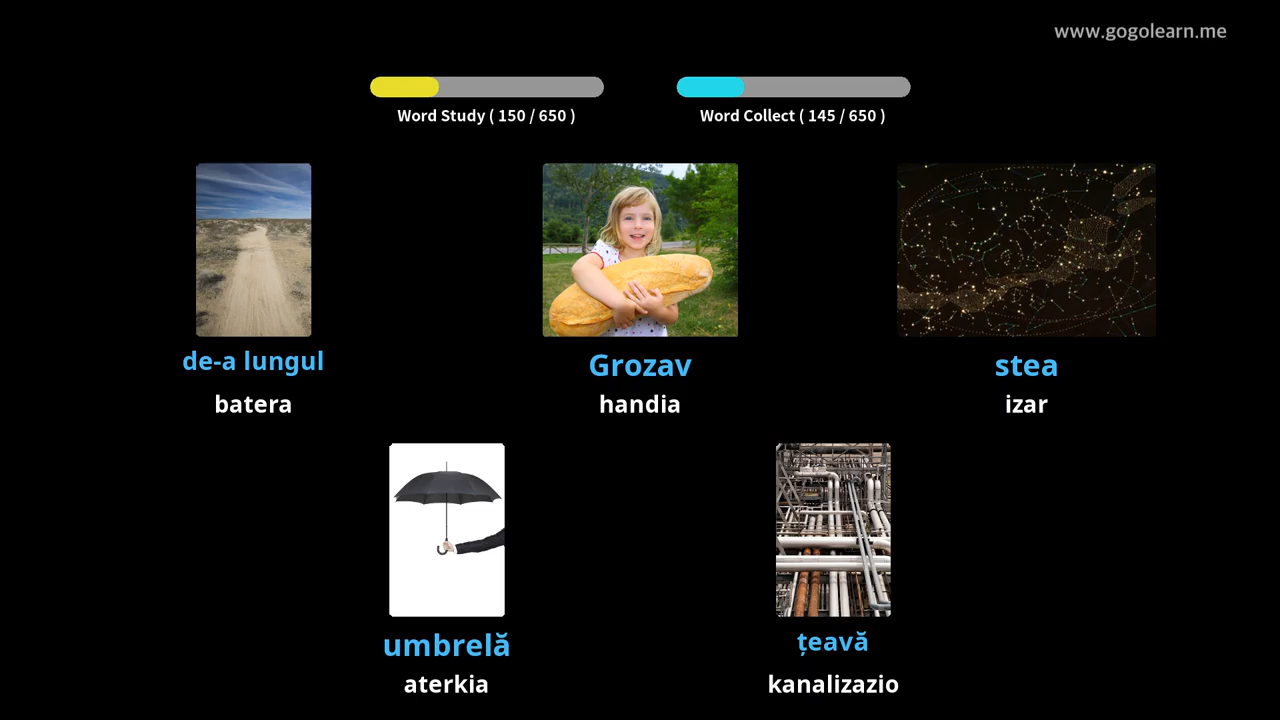 www.gogolearn.me
Word Study ( 150 / 650 )
Word Collect ( 145 / 650 )
de-a lungul
batera
Grozav
handia
stea
izar
umbrelă
aterkia
țeavă
kanalizazio